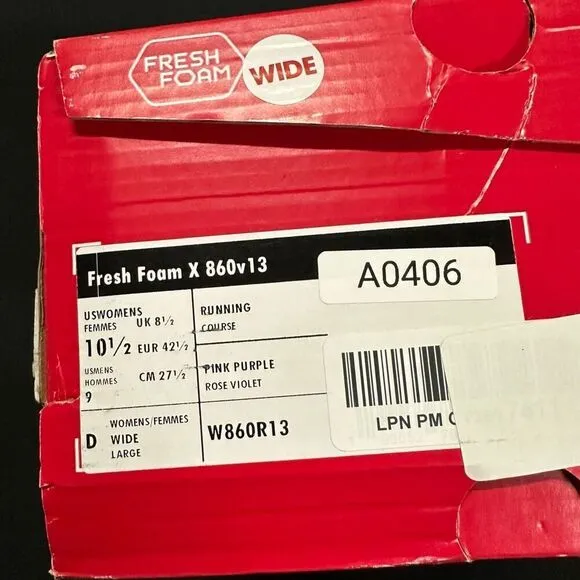 FRESH
FOAM
WIDE
Fresh Foam X 860v13
A0406
USWOMENS
FEMMES UK 8½
10½ EUR 42½
USMENS
HOMMES CM 27½
9
RUNNING
COURSE
PINK PURPLE
ROSE VIOLET
D WOMENS/FEMMES
WIDE
LARGE
W860R13
LPN PM